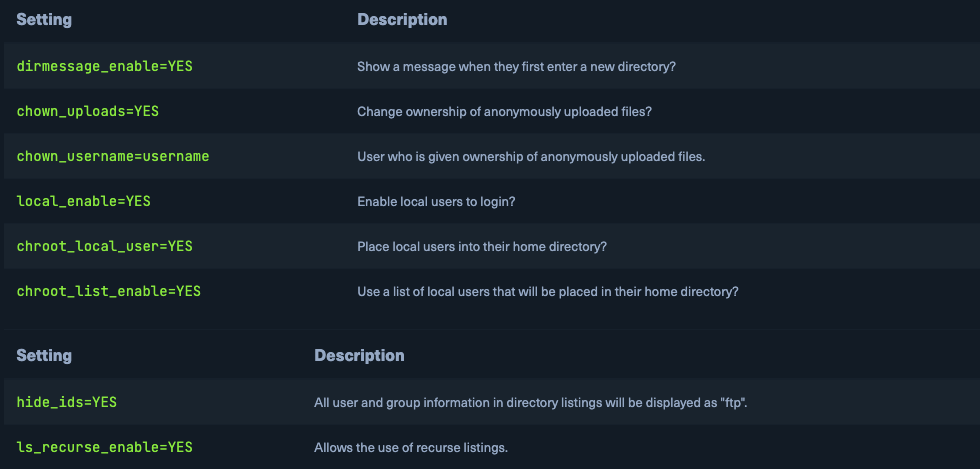 Setting Description
dirmessage_enable=YES Show a message when they first enter a new directory?
chown_uploads=YES Change ownership of anonymously uploaded files?
chown_username=username User who is given ownership of anonymously uploaded files.
local_enable=YES Enable local users to login?
chroot_local_user=YES Place local users into their home directory?
chroot_list_enable=YES Use a list of local users that will be placed in their home directory?
Setting Description
hide_ids=YES All user and group information in directory listings will be displayed as "ftp".
ls_recurse_enable=YES Allows the use of recurse listings.